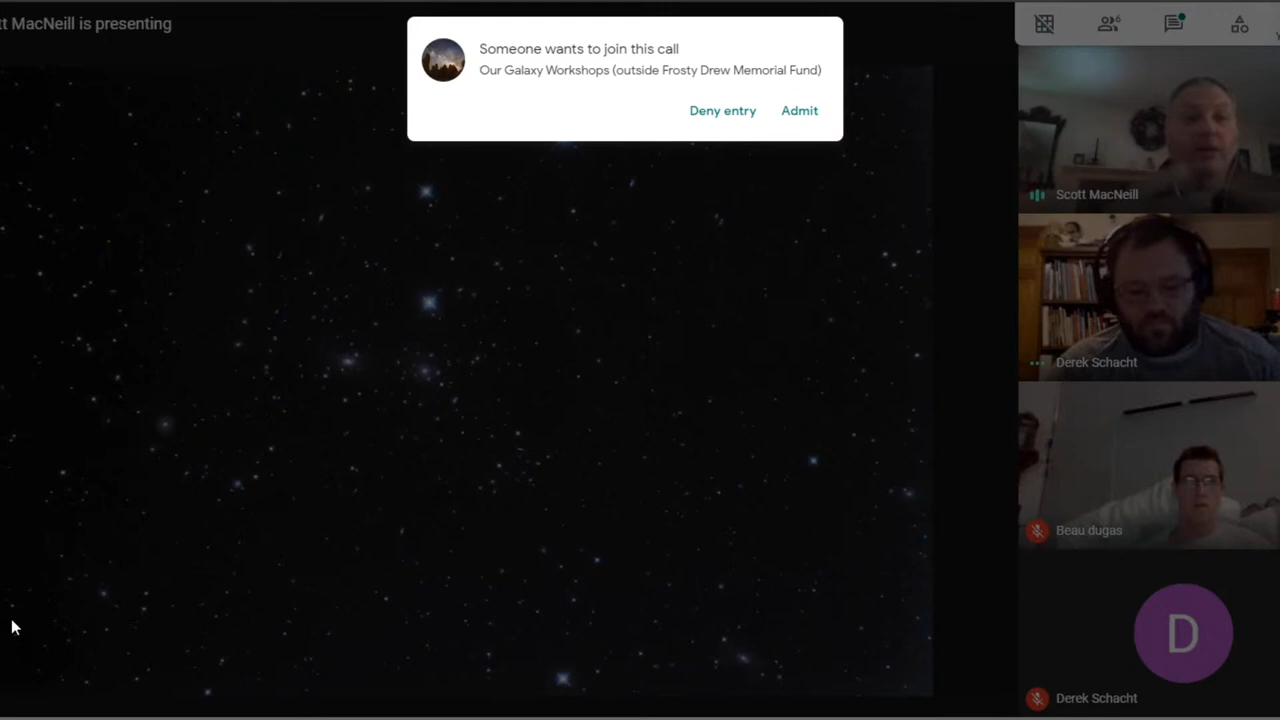 tt MacNeill is presenting
Someone wants to join this call
Our Galaxy Workshops (outside Frosty Drew Memorial Fund)
Deny entry
Admit
6
Scott MacNeill
Derek Schacht
Beau dugas
D
Derek Schacht